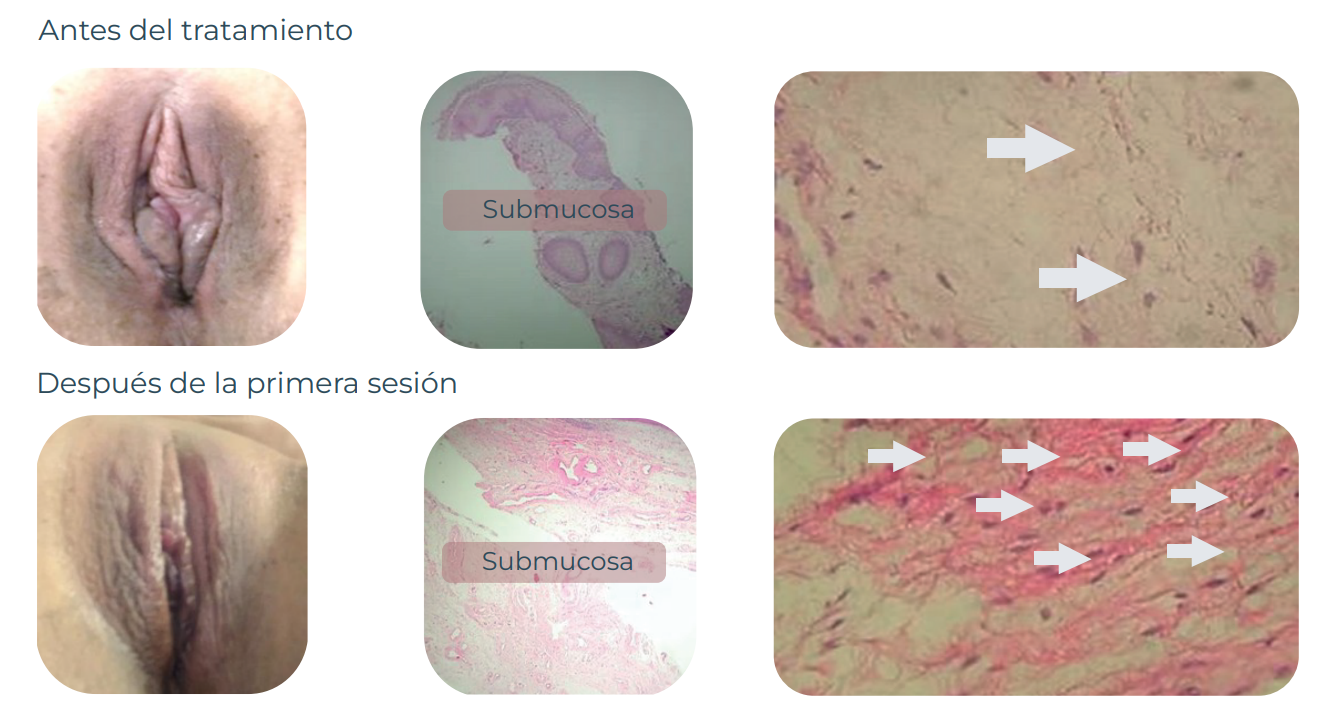 Antes del tratamiento
Submucosa
Después de la primera sesión
Submucosa